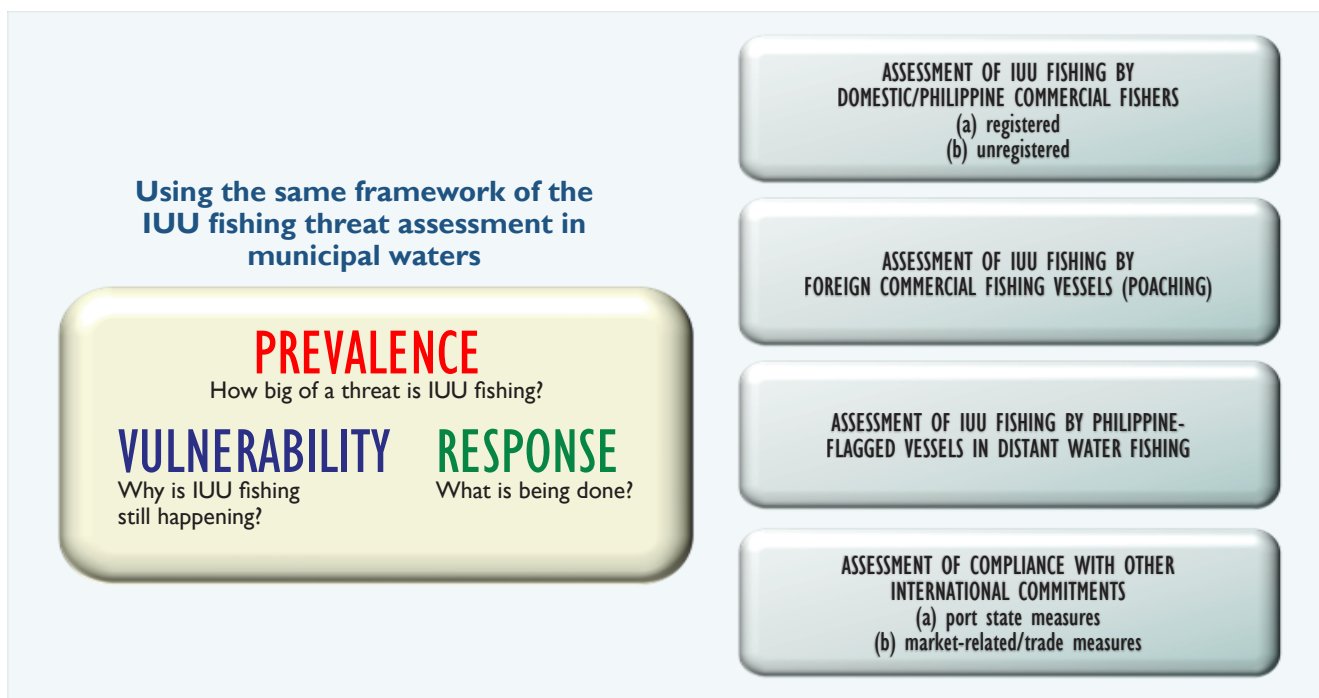 Using the same framework of the
IUU fishing threat assessment in
municipal waters
PREVALENCE
How big of a threat is IUU fishing?
VULNERABILITY
Why is IUU fishing
still happening?
RESPONSE
What is being done?
ASSESSMENT OF IUU FISHING BY
DOMESTIC/PHILIPPINE COMMERCIAL FISHERS
(a) registered
(b) unregistered
ASSESSMENT OF IUU FISHING BY
FOREIGN COMMERCIAL FISHING VESSELS (POACHING)
ASSESSMENT OF IUU FISHING BY PHILIPPINE-
FLAGGED VESSELS IN DISTANT WATER FISHING
ASSESSMENT OF COMPLIANCE WITH OTHER
INTERNATIONAL COMMITMENTS
(a) port state measures
(b) market-related/trade measures